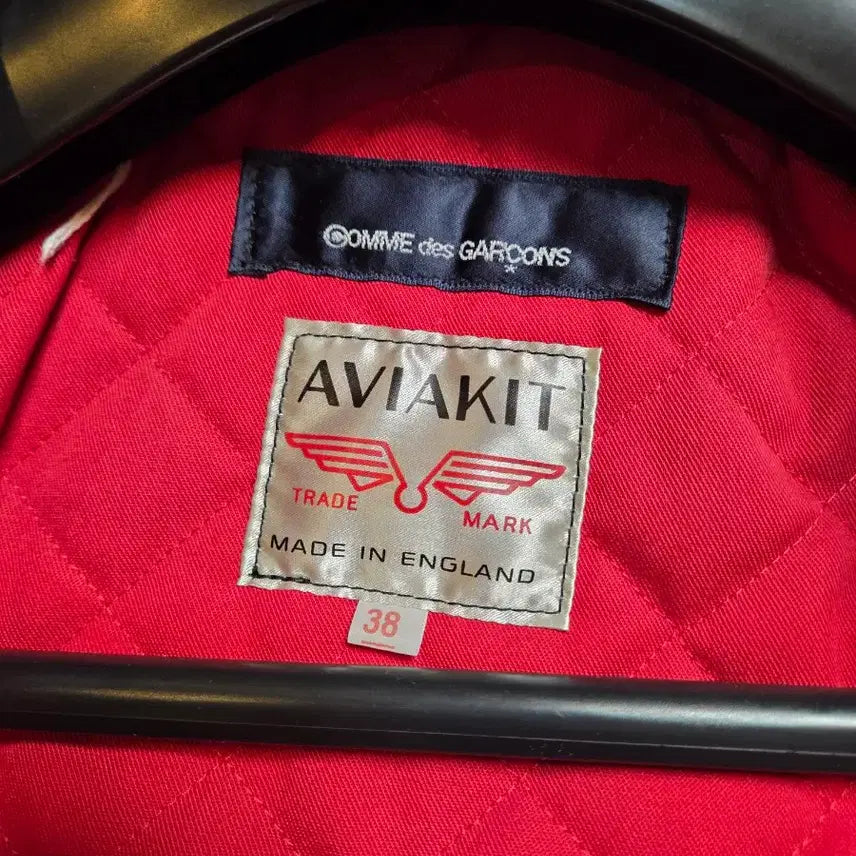 COMME des GARCONS
*
AVIAKIT
TRADE MARK
MADE IN ENGLAND
38